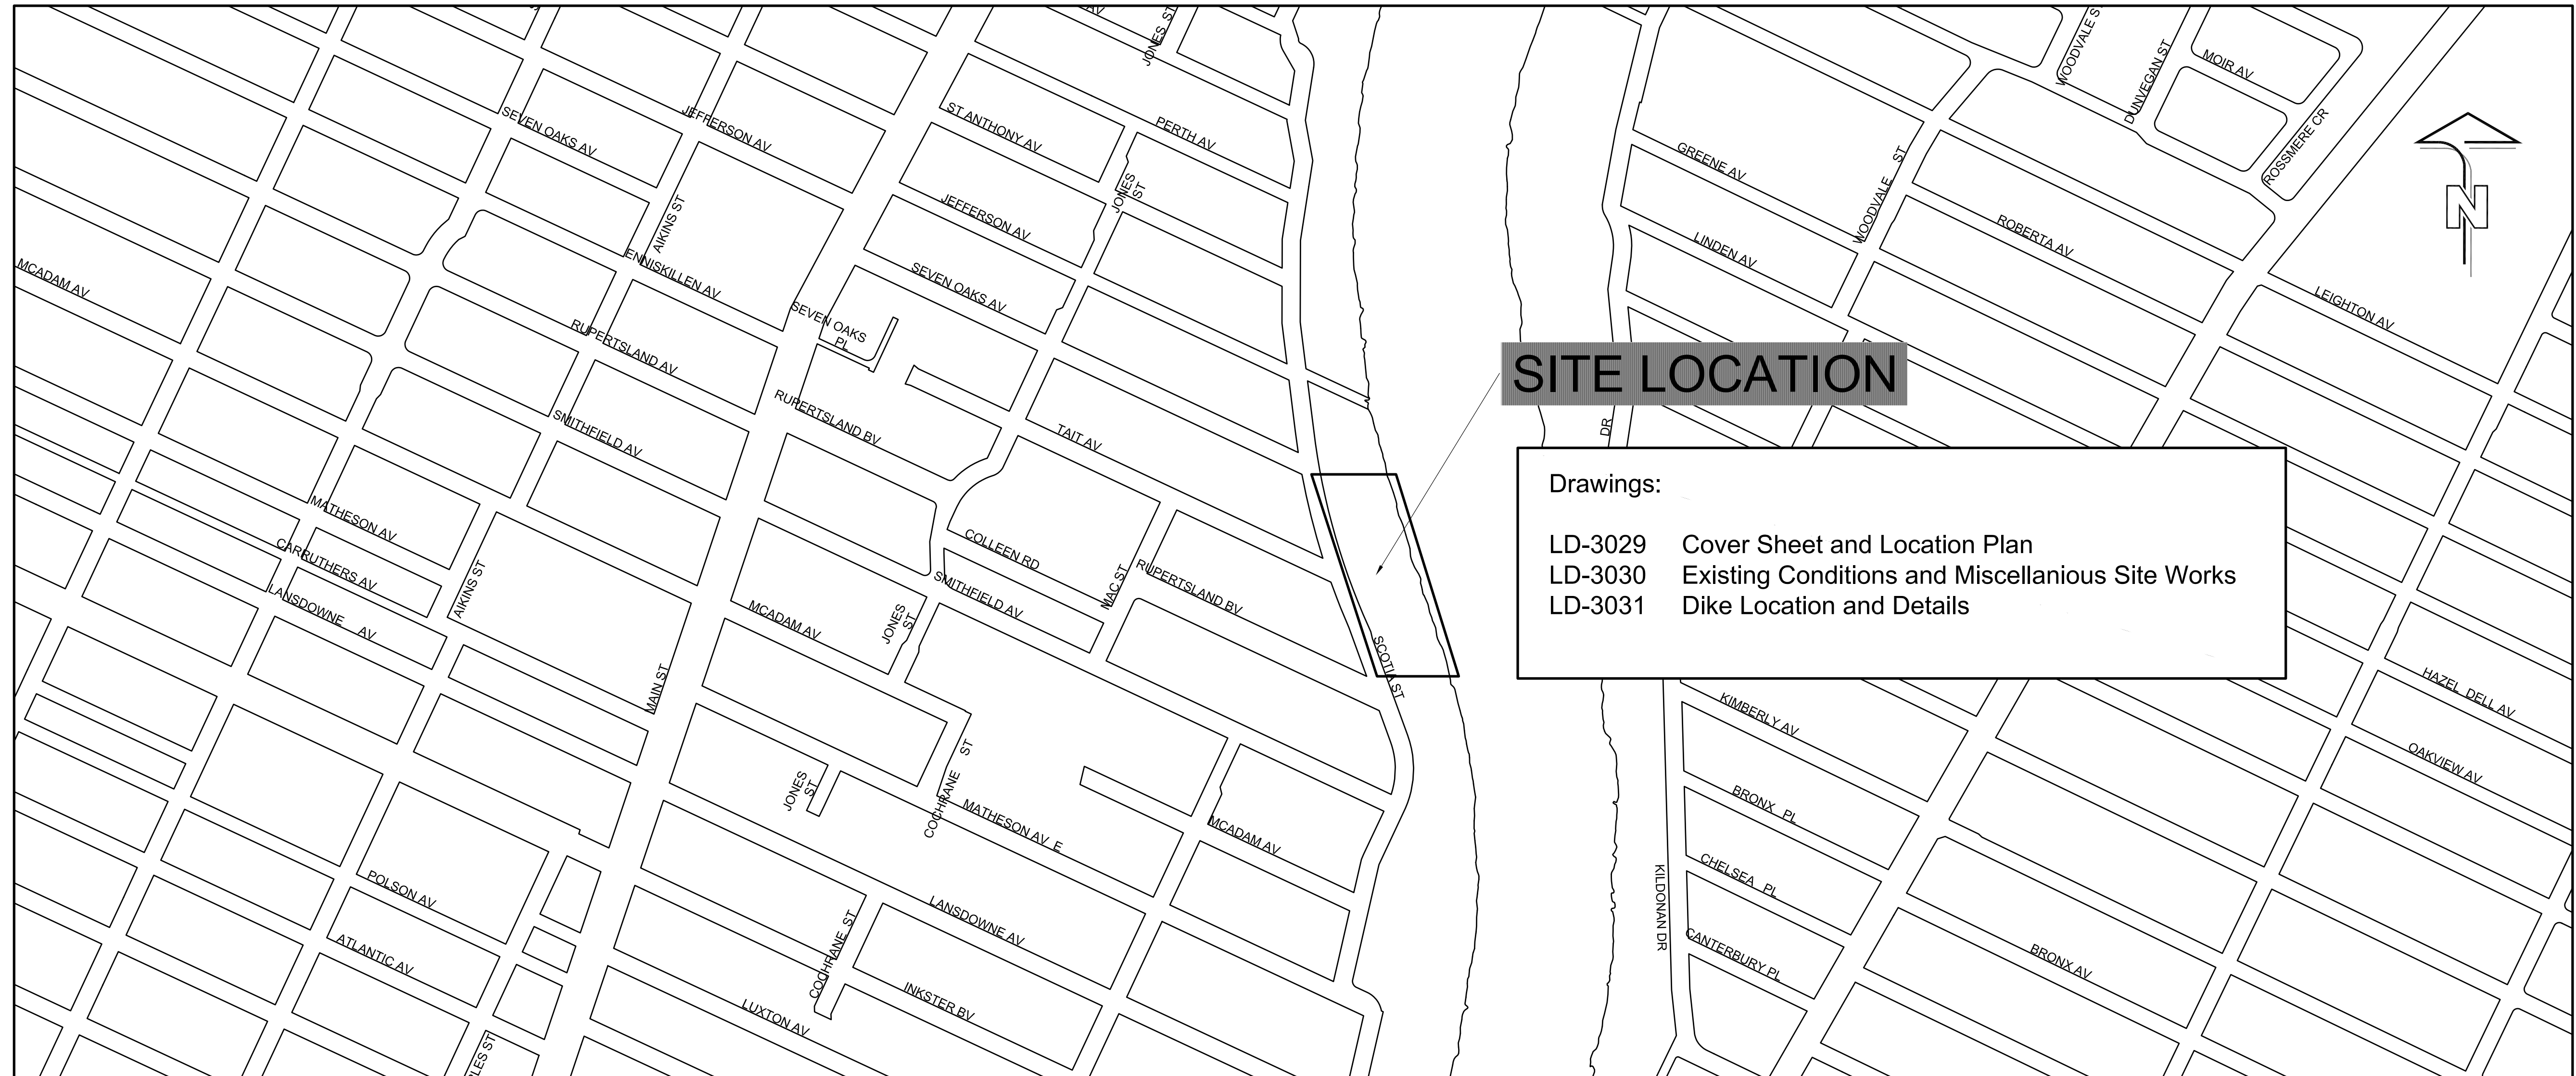 JONES ST
WOODVALE
DUNVEGAN ST
MOIR AV
ROSSMERE CR
SEVEN OAKS AV
JEFFERSON AV
ST ANTHONY AV
PERTH AV
GREENE AV
WOODVALE ST
N
AIKINS ST
JONES ST
JEFFERSON AV
LINDEN AV
ROBERTA AV
MCADAM AV
ENNISKILLEN AV
SEVEN OAKS AV
LEIGHTON AV
RUPERTSLAND AV
SEVEN OAKS
PL
SITE LOCATION
SMITHFIELD AV
RUPERTSLAND BV
TAIT AV
DR
Drawings:
LD-3029 Cover Sheet and Location Plan
LD-3030 Existing Conditions and Miscellanious Site Works
LD-3031 Dike Location and Details
MATHESON AV
CARRUTHERS AV
LANSDOWNE AV
AIKINS ST
COLLEEN RD
SMITHFIELD AV
MAC ST
RUPERTSLAND BV
MCADAM AV
JONES ST
SCOTIA ST
MAIN ST
HAZEL DELL AV
KIMBERLY AV
OAKVIEW AV
JONES ST
COCHRANE ST
MATHESON AV E
MCADAM AV
BRONX PL
CHELSEA PL
KILDONAN DR
POLSON AV
ATLANTIC AV
COCHRANE ST
LANSDOWNE AV
CANTERBURY PL
BRONX AV
INKSTER BV
LUXTON AV